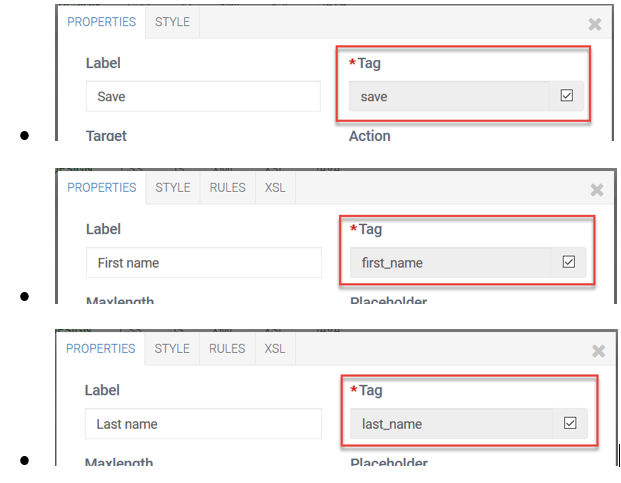 PROPERTIES STYLE
Label *Tag
Save save
Target Action
PROPERTIES STYLE RULES XSL
Label *Tag
First name first_name
Maxlength Placeholder
PROPERTIES STYLE RULES XSL
Label *Tag
Last name last_name
Maxlength Placeholder